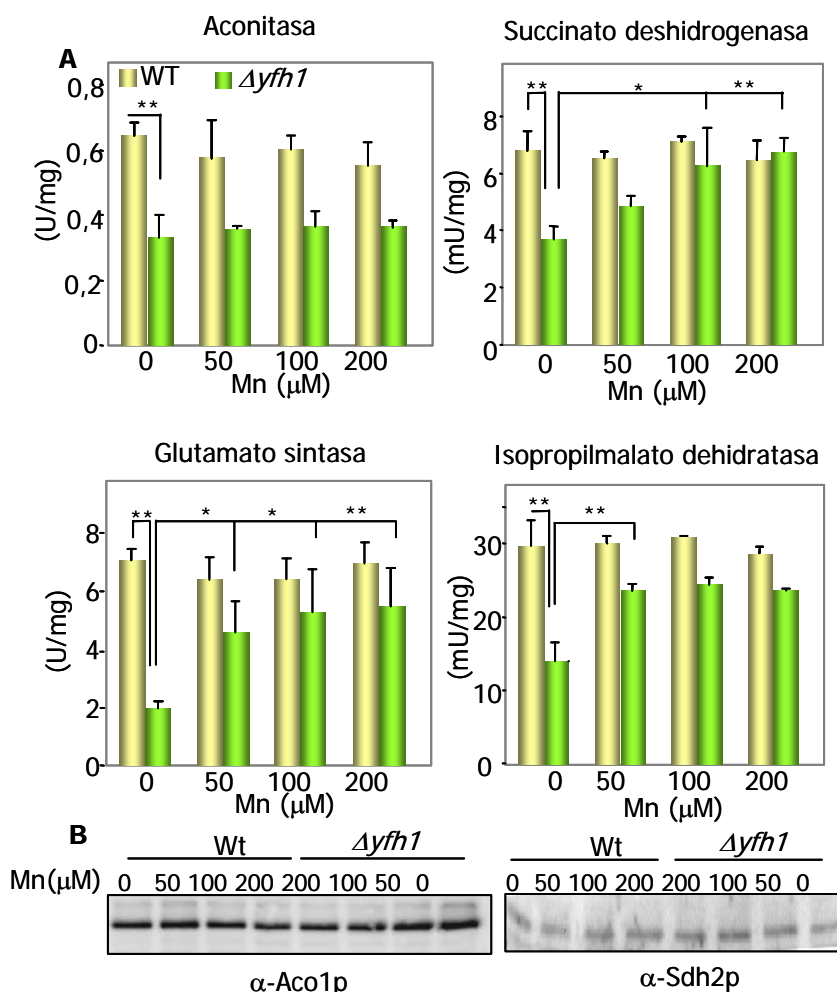 Aconitasa
A
WT Δyfh1
**
0,8
0,6
0,4
0,2
0
(U/mg)
0 50 100 200
Mn (μM)
Succinato deshidrogenasa
** * **
8
6
4
2
0
(mU/mg)
0 50 100 200
Mn (μM)
Glutamato sintasa
** * * **
8
6
4
2
0
(U/mg)
0 50 100 200
Mn (μM)
Isopropilmalato dehidratasa
** **
30
20
10
0
(mU/mg)
0 50 100 200
Mn (μM)
B
Wt Δyfh1
Mn(μM) 0 50 100 200 200 100 50 0
α-Aco1p
Wt Δyfh1
0 50 100 200 200 100 50 0
α-Sdh2p